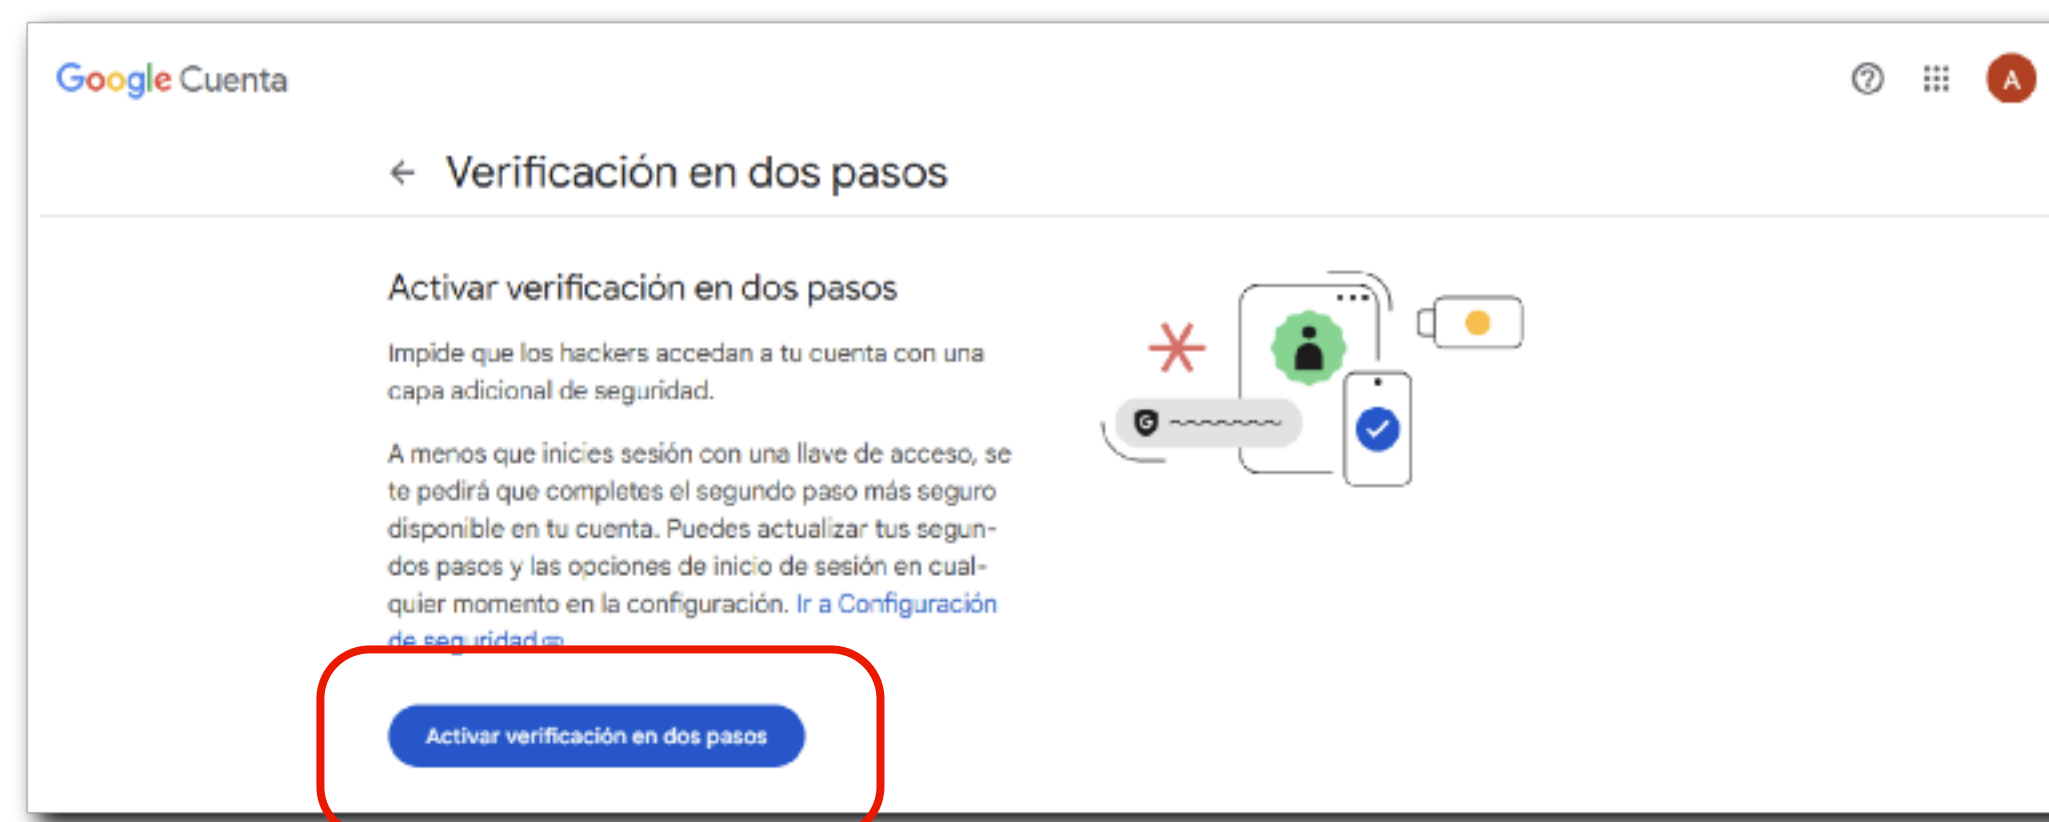 Google Cuenta
A
Verificación en dos pasos
Activar verificación en dos pasos
Impide que los hackers accedan a tu cuenta con una
capa adicional de seguridad.
A menos que inicies sesión con una llave de acceso, se
te pedirá que completes el segundo paso más seguro
disponible en tu cuenta. Puedes actualizar tus segun-
dos pasos y las opciones de inicio de sesión en cual-
quier momento en la configuración. Ir a Configuración
de seguridad
Activar verificación en dos pasos